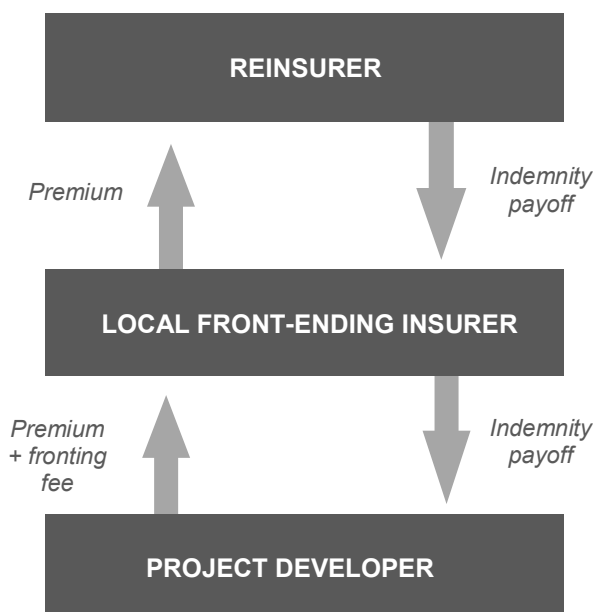 REINSURER
Premium
Indemnity
payoff
LOCAL FRONT-ENDING INSURER
Premium
+ fronting
fee
Indemnity
payoff
PROJECT DEVELOPER